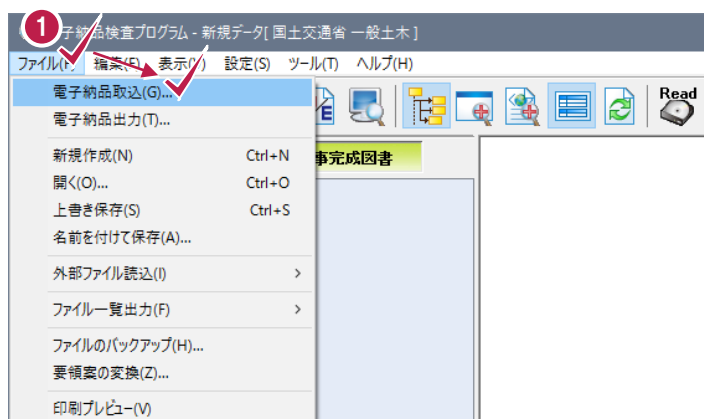 1
子納品検査プログラム - 新規データ[ 国土交通省 一般土木 ]
ファイル(F) 編集(E) 表示(V) 設定(S) ツール(T) ヘルプ(H)
電子納品取込(G)...
電子納品出力(T)...
Read
新規作成(N) Ctrl+N
事完成図書
開く(O)... Ctrl+O
上書き保存(S) Ctrl+S
名前を付けて保存(A)...
外部ファイル読込(I) >
ファイル一覧出力(F) >
ファイルのバックアップ(H)...
要領案の変換(Z)...
印刷プレビュー(V)